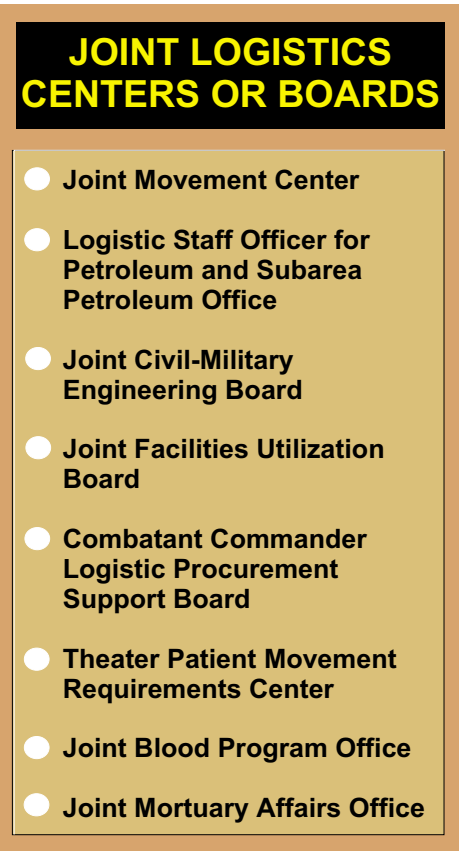 JOINT LOGISTICS
CENTERS OR BOARDS
Joint Movement Center
Logistic Staff Officer for
Petroleum and Subarea
Petroleum Office
Joint Civil-Military
Engineering Board
Joint Facilities Utilization
Board
Combatant Commander
Logistic Procurement
Support Board
Theater Patient Movement
Requirements Center
Joint Blood Program Office
Joint Mortuary Affairs Office